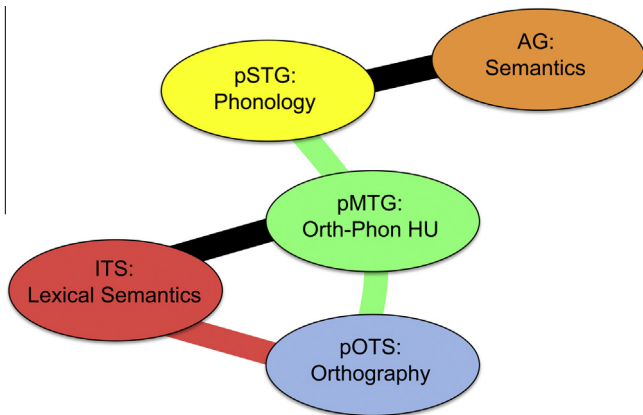 AG:
Semantics
pSTG:
Phonology
pMTG:
Orth-Phon HU
ITS:
Lexical Semantics
pOTS:
Orthography